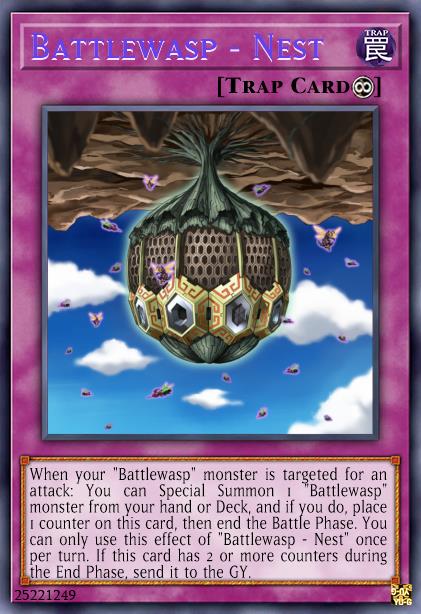 BATTLEWASP - NEST
TRAP
罠
[TRAP CARD♾]
When your "Battlewasp" monster is targeted for an
attack: You can Special Summon 1 "Battlewasp"
monster from your hand or Deck, and if you do, place
1 counter on this card, then end the Battle Phase. You
can only use this effect of "Battlewasp - Nest" once
per turn. If this card has 2 or more counters during
the End Phase, send it to the GY.
25221249